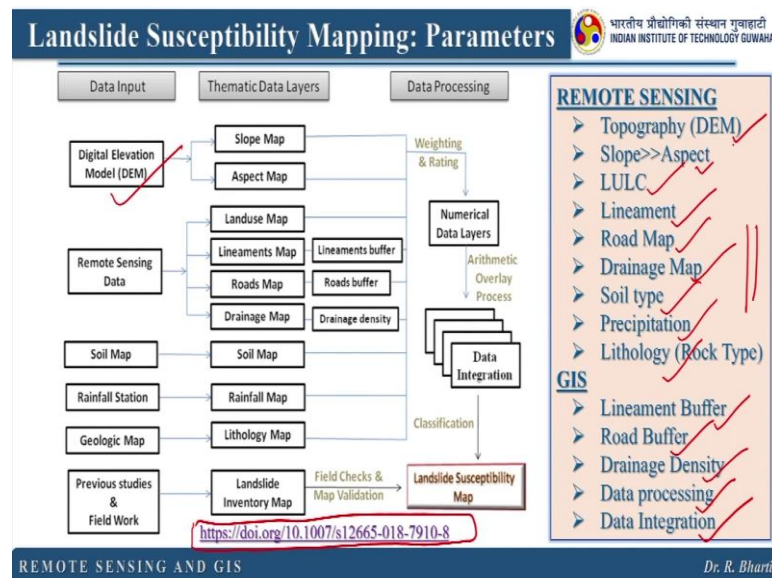 Landslide Susceptibility Mapping: Parameters
भारतीय प्रौद्योगिकी संस्थान गुवाहाटी
INDIAN INSTITUTE OF TECHNOLOGY GUWAHA
Data Input
Thematic Data Layers
Data Processing
Digital Elevation
Model (DEM)
Slope Map
Aspect Map
Weighting
& Rating
Remote Sensing
Data
Landuse Map
Lineaments Map
Lineaments buffer
Roads Map
Roads buffer
Drainage Map
Drainage density
Numerical
Data Layers
Arithmetic
Overlay
Process
Soil Map
Soil Map
Data
Integration
Rainfall Station
Rainfall Map
Geologic Map
Lithology Map
Classification
Previous studies
&
Field Work
Landslide
Inventory Map
Field Checks &
Map Validation
Landslide Susceptibility
Map
https://doi.org/10.1007/s12665-018-7910-8
REMOTE SENSING
➤ Topography (DEM)
➤ Slope>>Aspect
➤ LULC
➤ Lineament
➤ Road Map
➤ Drainage Map
➤ Soil type
➤ Precipitation
➤ Lithology (Rock Type)
GIS
➤ Lineament Buffer
➤ Road Buffer
➤ Drainage Density
➤ Data processing
➤ Data Integration
REMOTE SENSING AND GIS
Dr. R. Bharti